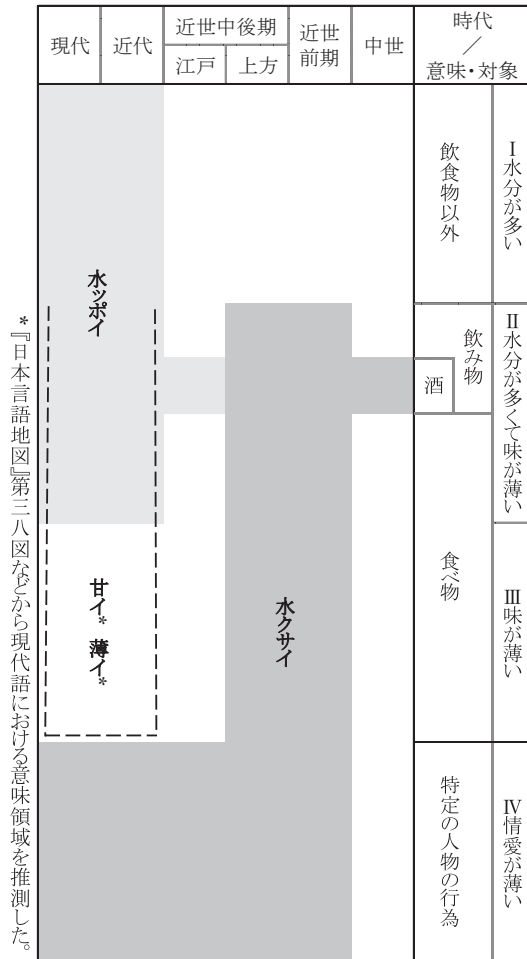 時代／意味・対象
中世
近世前期
近世中後期
上方
江戸
近代
現代
Ⅰ水分が多い
Ⅱ水分が多くて味が薄い
Ⅲ味が薄い
Ⅳ情愛が薄い
飲食物以外
飲み物
酒
食べ物
特定の人物の行為
水クサイ
水ッポイ
甘イ* 薄イ*
*『日本言語地図』第三八図などから現代語における意味領域を推測した。